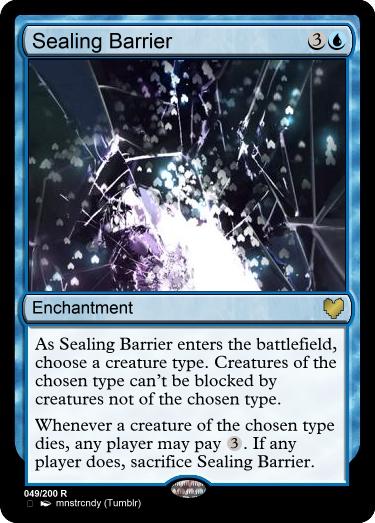 Sealing Barrier 3
Enchantment
As Sealing Barrier enters the battlefield,
choose a creature type. Creatures of the
chosen type can't be blocked by
creatures not of the chosen type.
Whenever a creature of the chosen type
dies, any player may pay 3. If any
player does, sacrifice Sealing Barrier.
049/200 R
mnstrcndy (Tumblr)